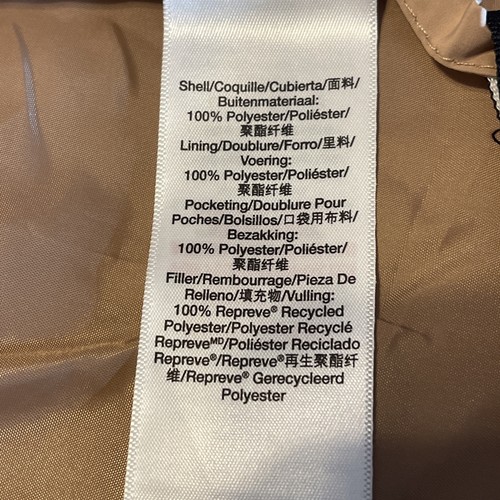 Shell/Coquille/Cubierta/面料/
Buitenmateriaal:
100% Polyester/Poliéster/
聚酯纤维
Lining/Doublure/Forro/里料/
Voering:
100% Polyester/Poliéster/
聚酯纤维
Pocketing/Doublure Pour
Poches/Bolsillos/口袋用布料/
Bezakking:
100% Polyester/Poliéster/
聚酯纤维
Filler/Rembourrage/Pieza De
Relleno/填充物/Vulling:
100% Repreve® Recycled
Polyester/Polyester Recyclé
Repreveᴹᴰ/Poliéster Reciclado
Repreve®/Repreve®再生聚酯纤
维/Repreve® Gerecycleerd
Polyester